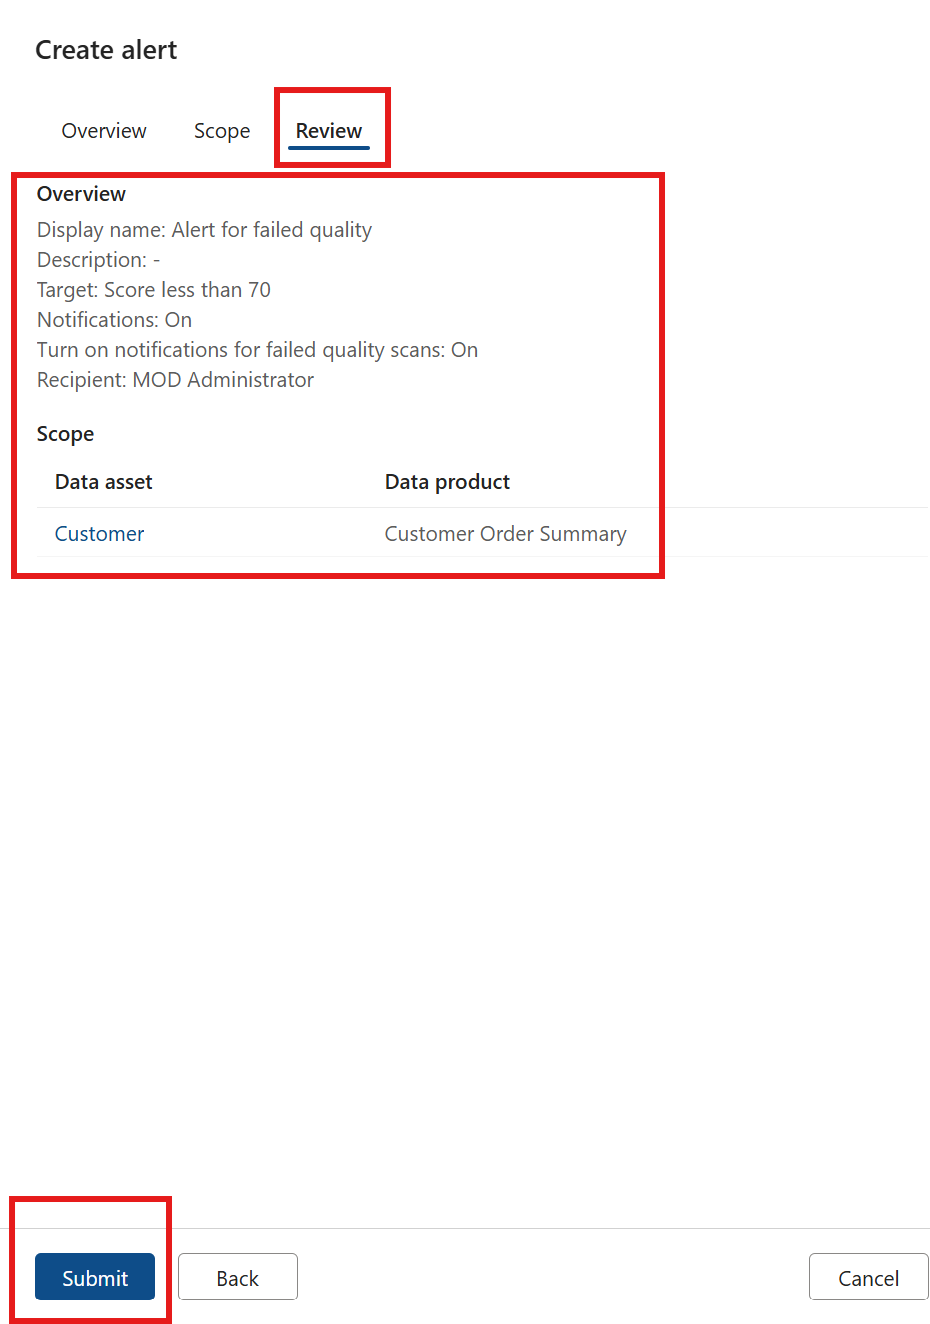 Create alert
Overview Scope Review
Overview
Display name: Alert for failed quality
Description: -
Target: Score less than 70
Notifications: On
Turn on notifications for failed quality scans: On
Recipient: MOD Administrator
Scope
Data asset Data product
Customer Customer Order Summary
Submit Back Cancel